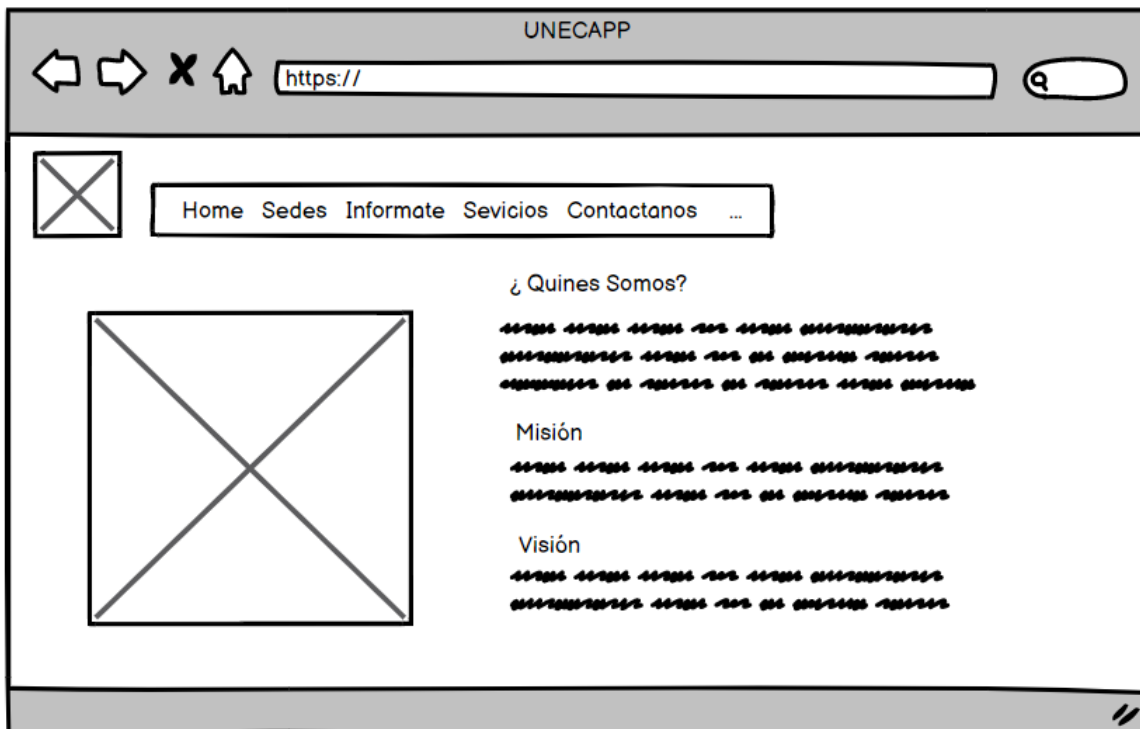 UNECAPP
https://
Home Sedes Informate Sevicios Contactanos ...
¿ Quines Somos?
Misión
Visión